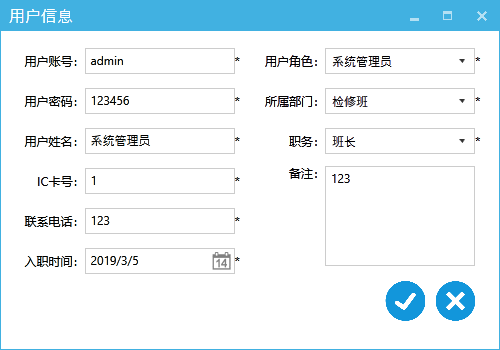 用户信息
用户账号: admin *
用户角色: 系统管理员 *
用户密码: 123456 *
所属部门: 检修班 *
用户姓名: 系统管理员 *
职务: 班长 *
IC卡号: 1 *
备注: 123
联系电话: 123 *
入职时间: 2019/3/5 14 *